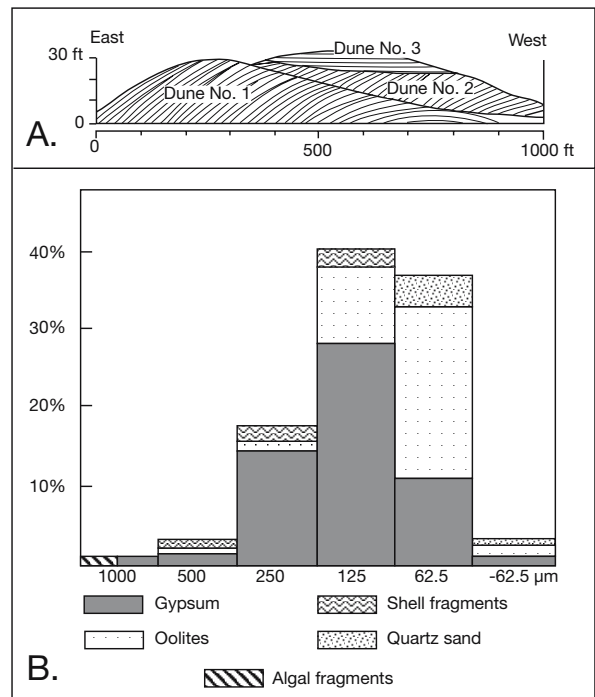 East
West
30 ft
Dune No. 3
Dune No. 1
Dune No. 2
0
A.
0
500
1000 ft
40%
30%
20%
10%
1000
500
250
125
62.5
-62.5 µm
Gypsum
Shell fragments
Oolites
Quartz sand
B.
Algal fragments